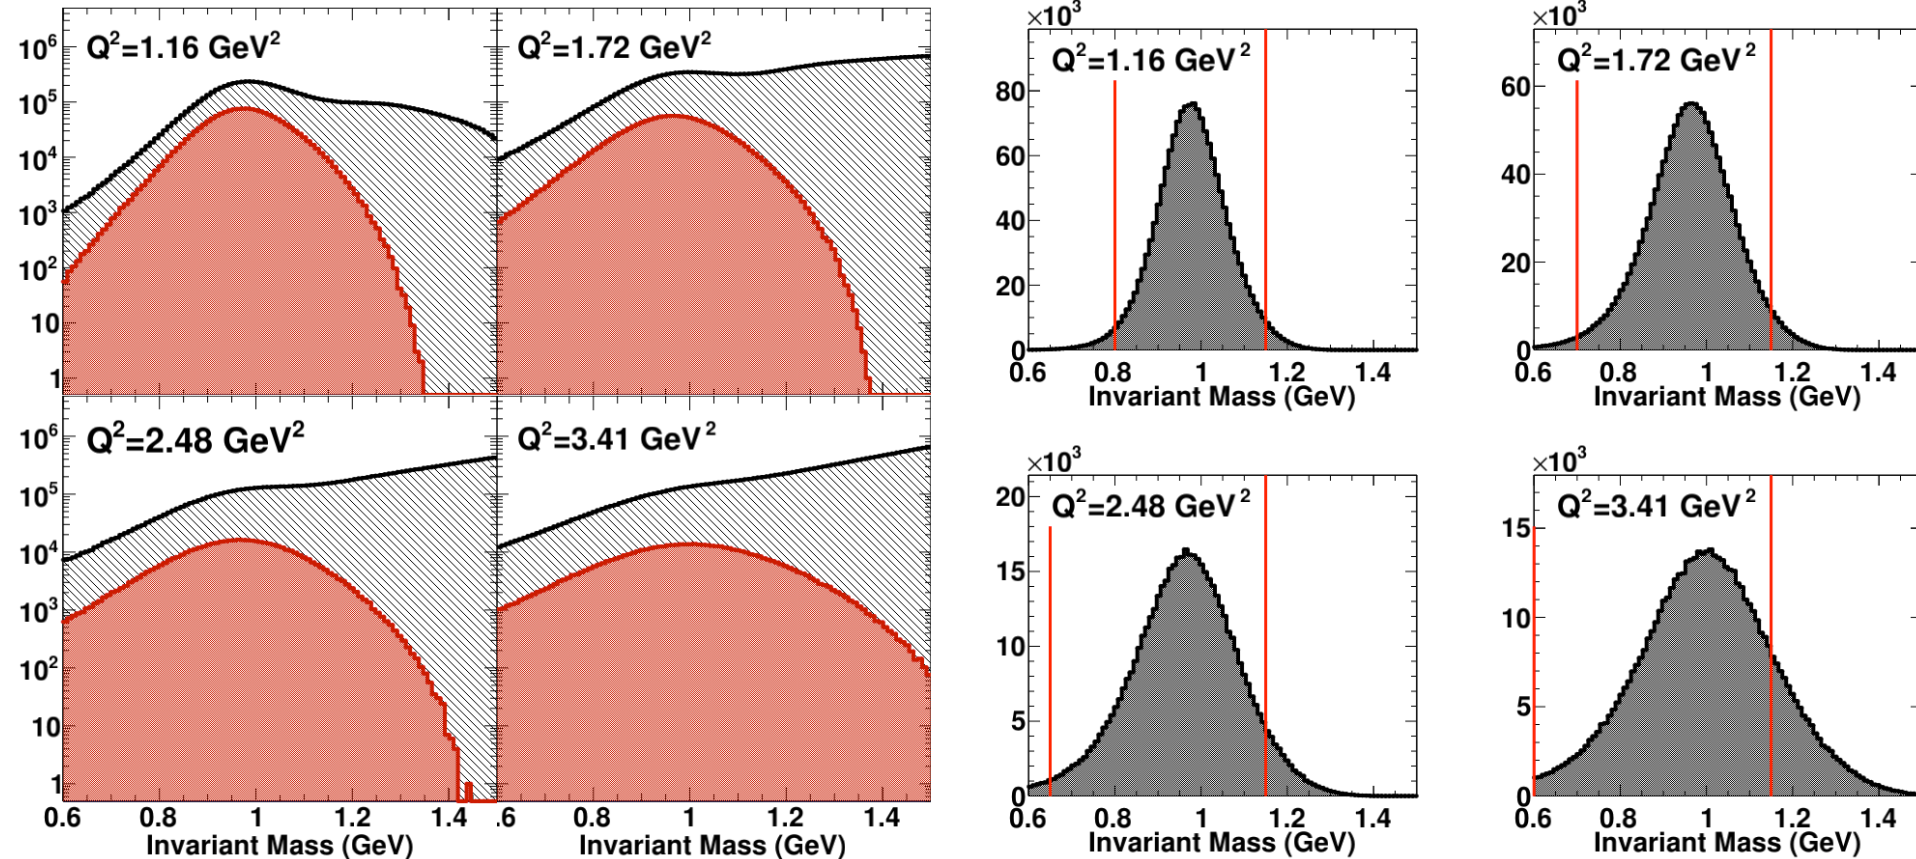 Q²=1.16 GeV²
10⁶
10⁵
10⁴
10³
10²
10
1
Q²=1.72 GeV²
Q²=2.48 GeV²
10⁶
10⁵
10⁴
10³
10²
10
1
0.6 0.8 1 1.2 1.4
Invariant Mass (GeV)
Q²=3.41 GeV²
.6 0.8 1 1.2 1.4
Invariant Mass (GeV)
×10³
Q²=1.16 GeV²
80
60
40
20
0
0.6 0.8 1 1.2 1.4
Invariant Mass (GeV)
×10³
Q²=1.72 GeV²
60
40
20
0
0.6 0.8 1 1.2 1.4
Invariant Mass (GeV)
×10³
Q²=2.48 GeV²
20
15
10
5
0
0.6 0.8 1 1.2 1.4
Invariant Mass (GeV)
×10³
Q²=3.41 GeV²
15
10
5
0
0.6 0.8 1 1.2 1.4
Invariant Mass (GeV)